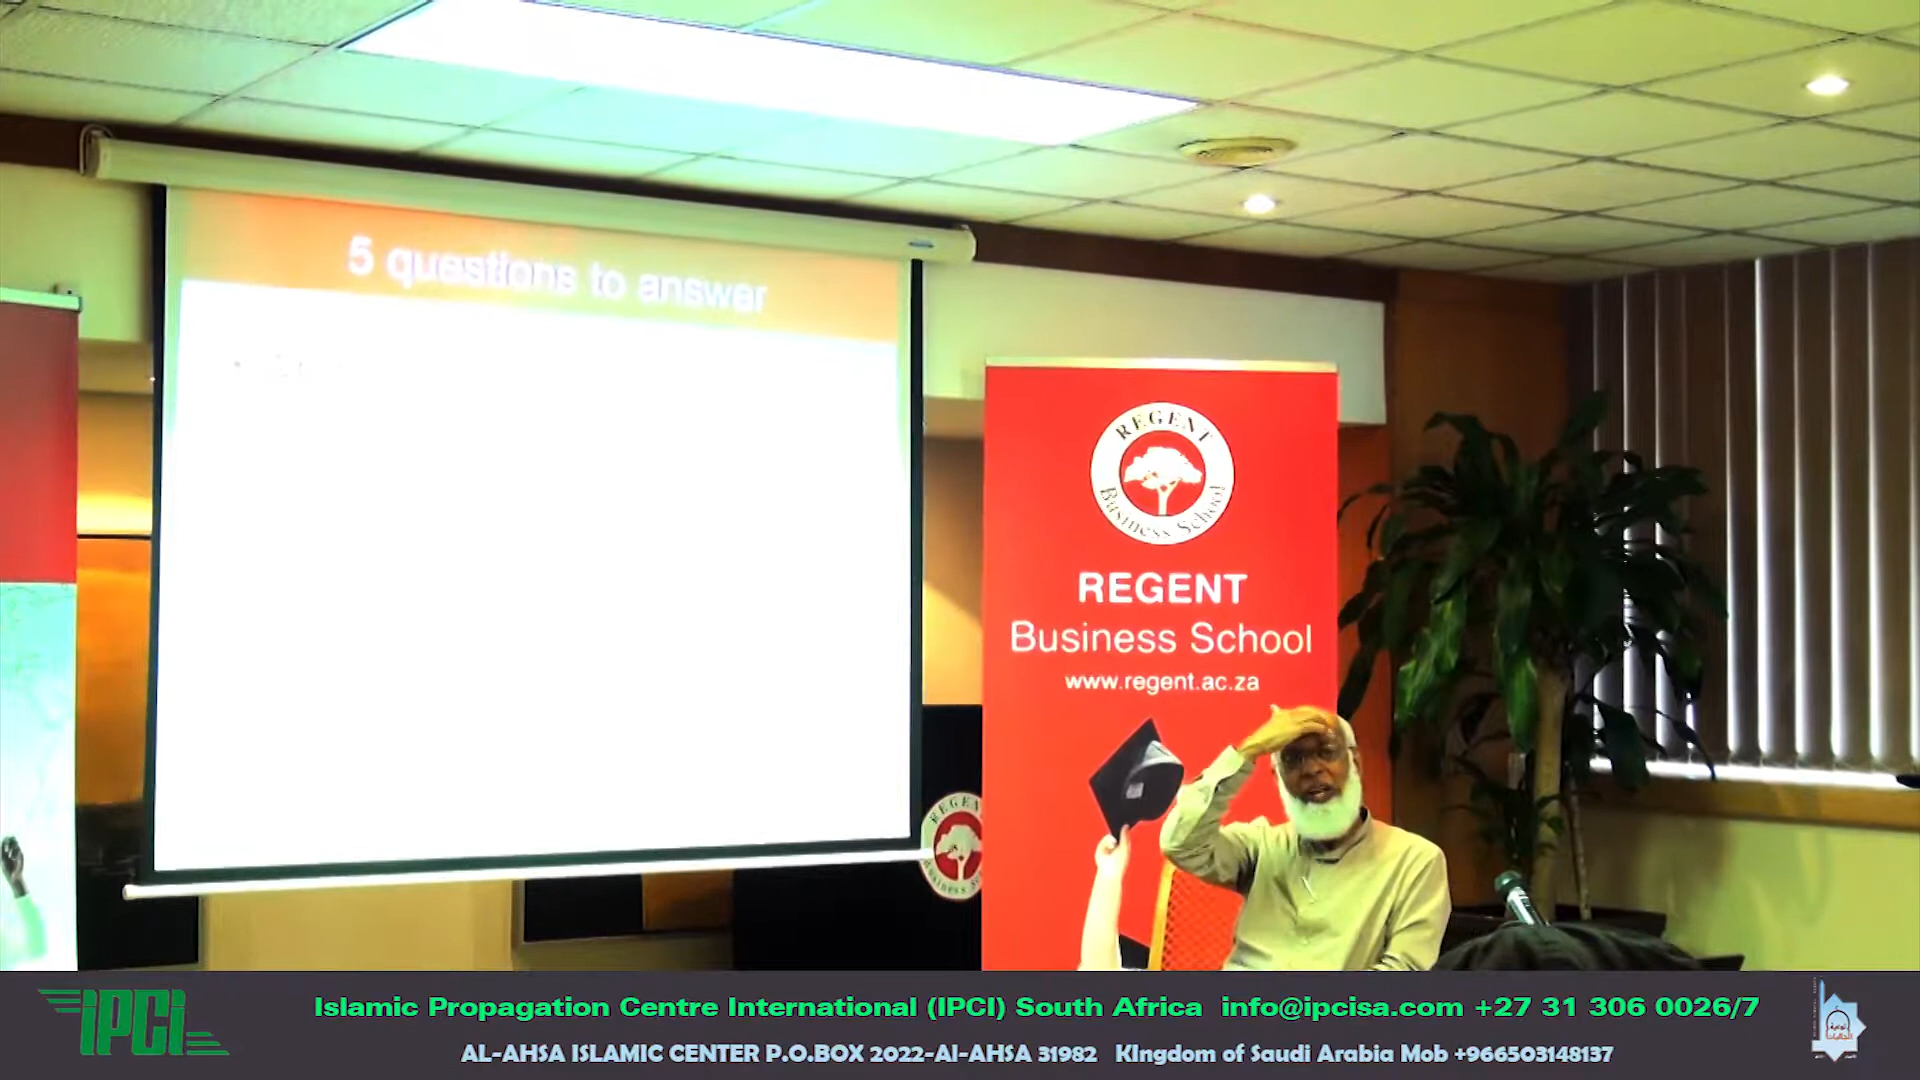 5 questions to answer
REGENT
Business School
REGENT
Business School
www.regent.ac.za
iPCi
Islamic Propagation Centre International (IPCI) South Africa info@ipcisa.com +27 31 306 0026/7
AL-AHSA ISLAMIC CENTER P.O.BOX 2022-Al-AHSA 31982 KIngdom of Saudi Arabia Mob +966503148137